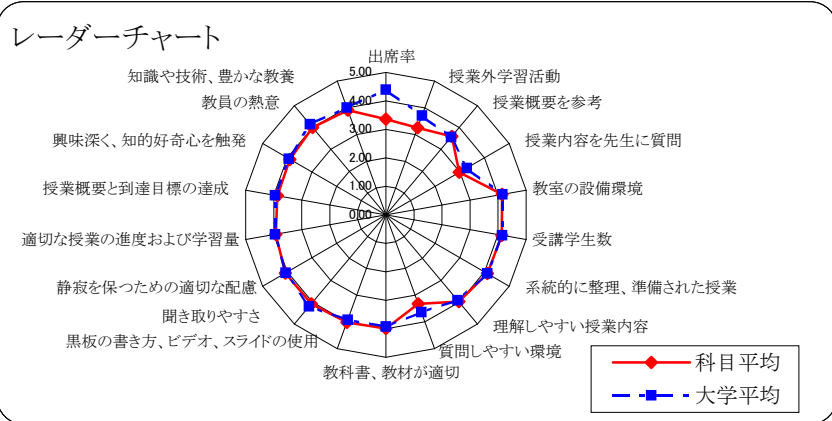 レーダーチャート
出席率
授業外学習活動
授業概要を参考
授業内容を先生に質問
教室の設備環境
受講学生数
系統的に整理、準備された授業
理解しやすい授業内容
質問しやすい環境
教科書、教材が適切
黒板の書き方、ビデオ、スライドの使用
聞き取りやすさ
静寂を保つための適切な配慮
適切な授業の進度および学習量
授業概要と到達目標の達成
興味深く、知的好奇心を触発
教員の熱意
知識や技術、豊かな教養
5.00
4.00
3.00
2.00
1.00
0.00
科目平均
大学平均